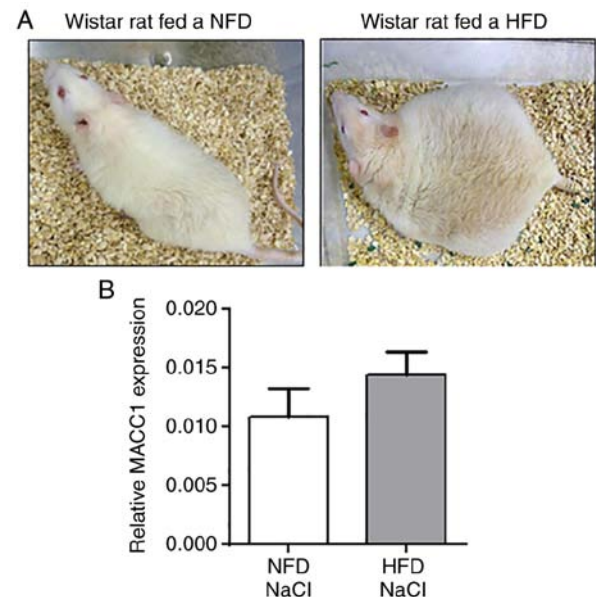 A
Wistar rat fed a NFD
Wistar rat fed a HFD
B
Relative MACC1 expression
0.020
0.015
0.010
0.005
0.000
NFD
NaCl
HFD
NaCl